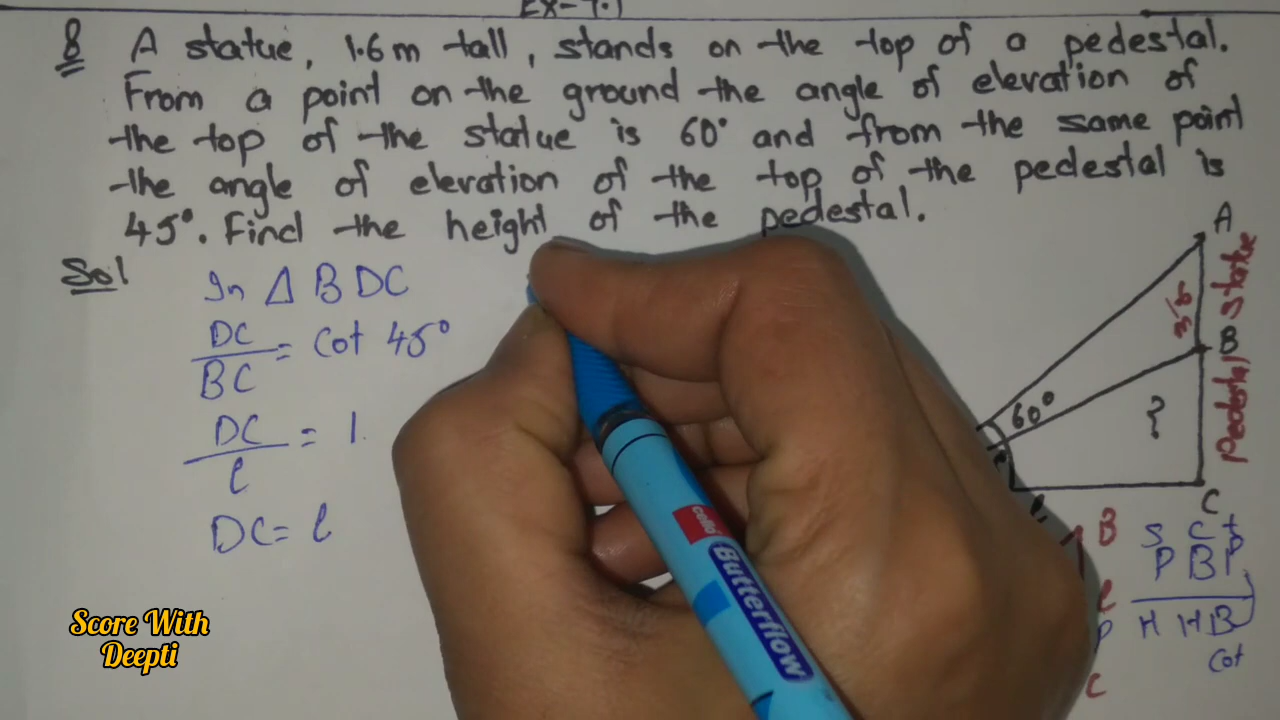 Ex-9.1
8 A statue, 1.6m tall, stands on the top of a pedestal.
From a point on the ground the angle of elevation of
the top of the statue is 60° and from the same point
the angle of elevation of the top of the pedestal is
45°. Find the height of the pedestal.
Sol
In Δ BDC
DC
BC
= Cot 45°
DC
l
= 1
DC = l
A
Statue
B
Pedestal
60°
?
C
B
S C t
P B P
H H B
Cot
P
C
cello
Butterflow
Score With
Deepti